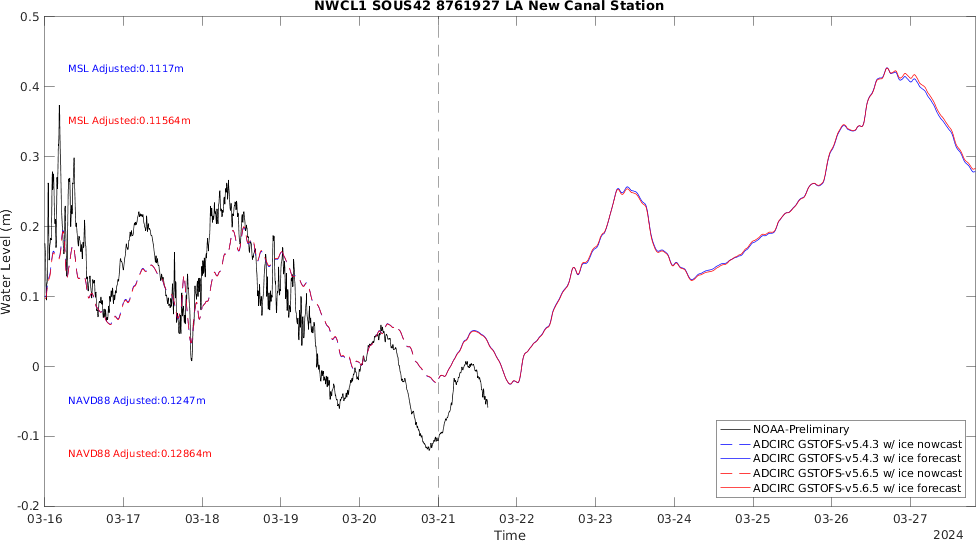 NWCL1 SOUS42 8761927 LA New Canal Station
0.5
0.4
0.3
0.2
0.1
0
-0.1
-0.2
Water Level (m)
MSL Adjusted:0.1117m
MSL Adjusted:0.11564m
NAVD88 Adjusted:0.1247m
NAVD88 Adjusted:0.12864m
NOAA-Preliminary
ADCIRC GSTOFS-v5.4.3 w/ ice nowcast
ADCIRC GSTOFS-v5.4.3 w/ ice forecast
ADCIRC GSTOFS-v5.6.5 w/ ice nowcast
ADCIRC GSTOFS-v5.6.5 w/ ice forecast
03-16 03-17 03-18 03-19 03-20 03-21 03-22 03-23 03-24 03-25 03-26 03-27
Time
2024